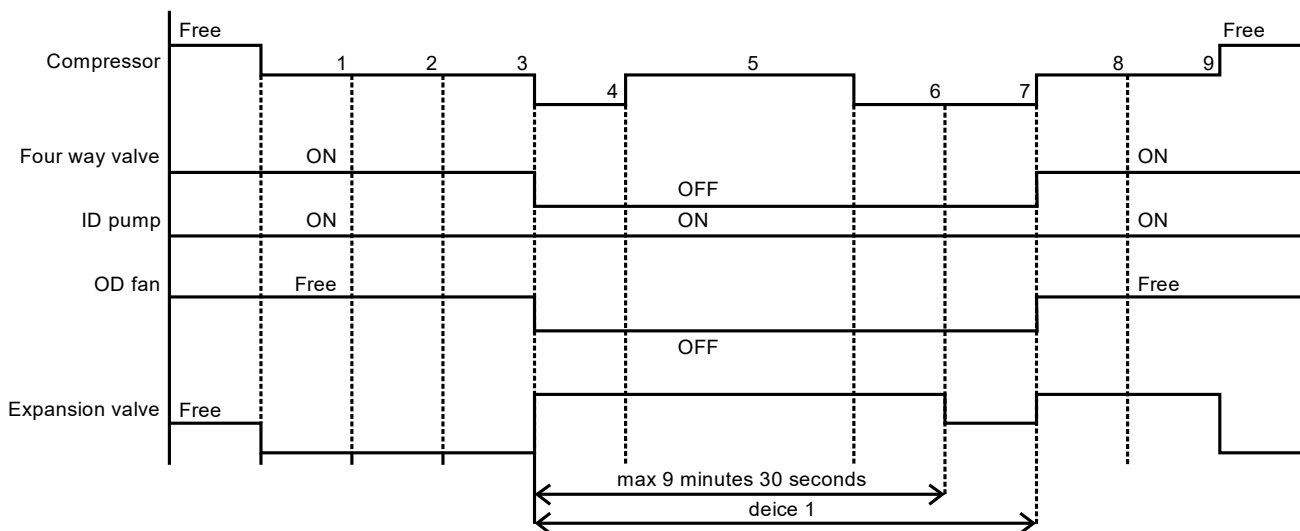 Free Free
Compressor 1 2 3 4 5 6 7 8 9
Four way valve ON OFF ON
ID pump ON ON ON
OD fan Free OFF Free
Expansion valve Free
max 9 minutes 30 seconds
deice 1